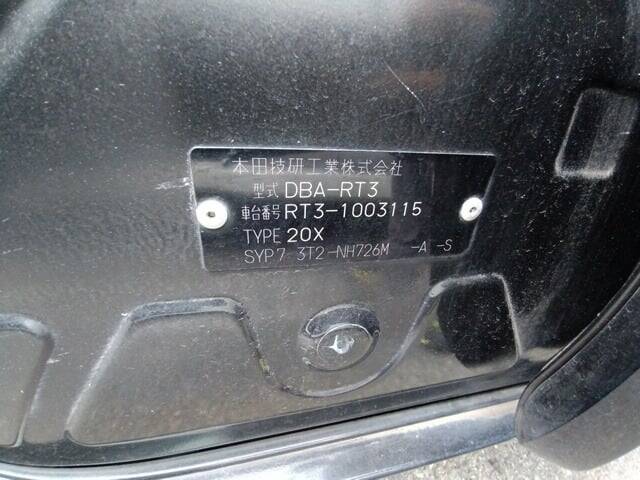 本田技研工業株式会社
型式 DBA-RT3
車台番号 RT3-1003115
TYPE 20X
SYP7 3T2-NH726M -A -S